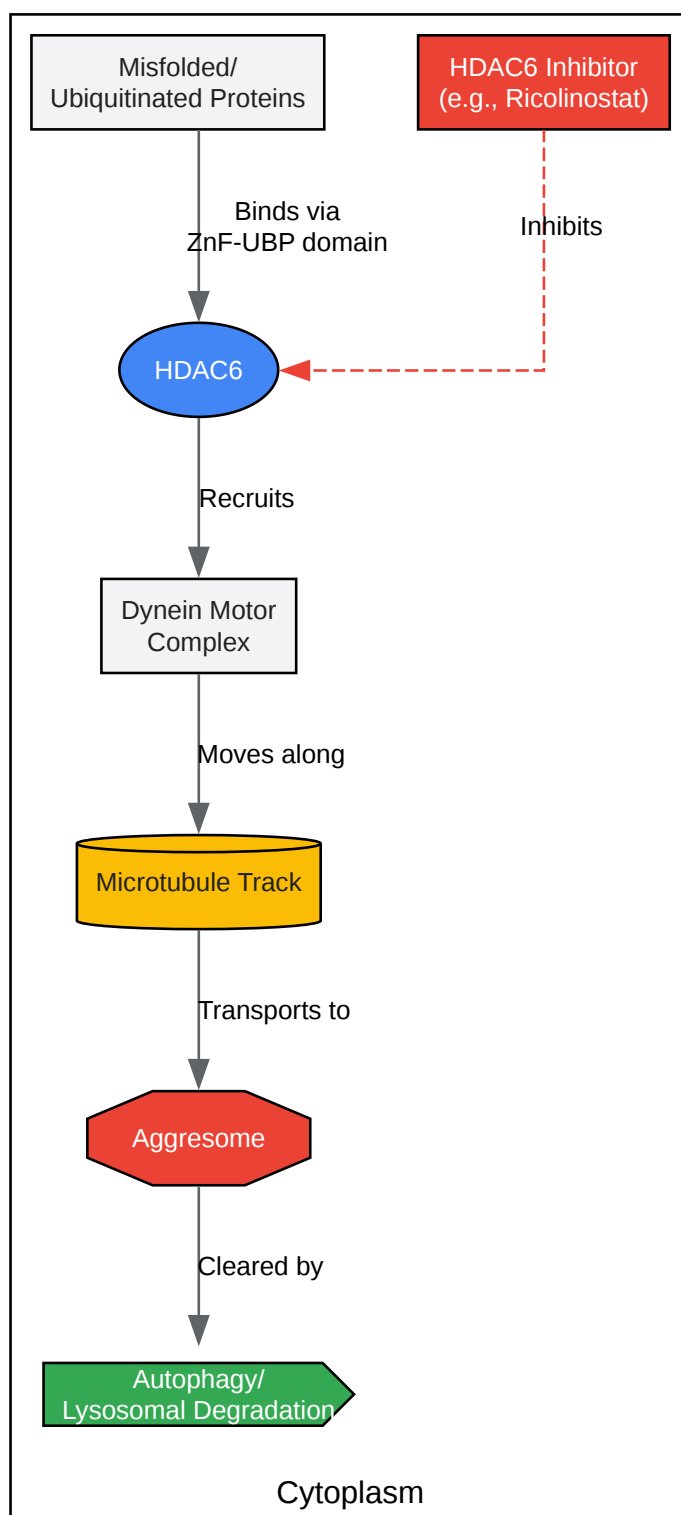 Misfolded/
Ubiquitinated Proteins
HDAC6 Inhibitor
(e.g., Ricolinostat)
Binds via
ZnF-UBP domain
Inhibits
HDAC6
Recruits
Dynein Motor
Complex
Moves along
Microtubule Track
Transports to
Aggresome
Cleared by
Autophagy/
Lysosomal Degradation
Cytoplasm